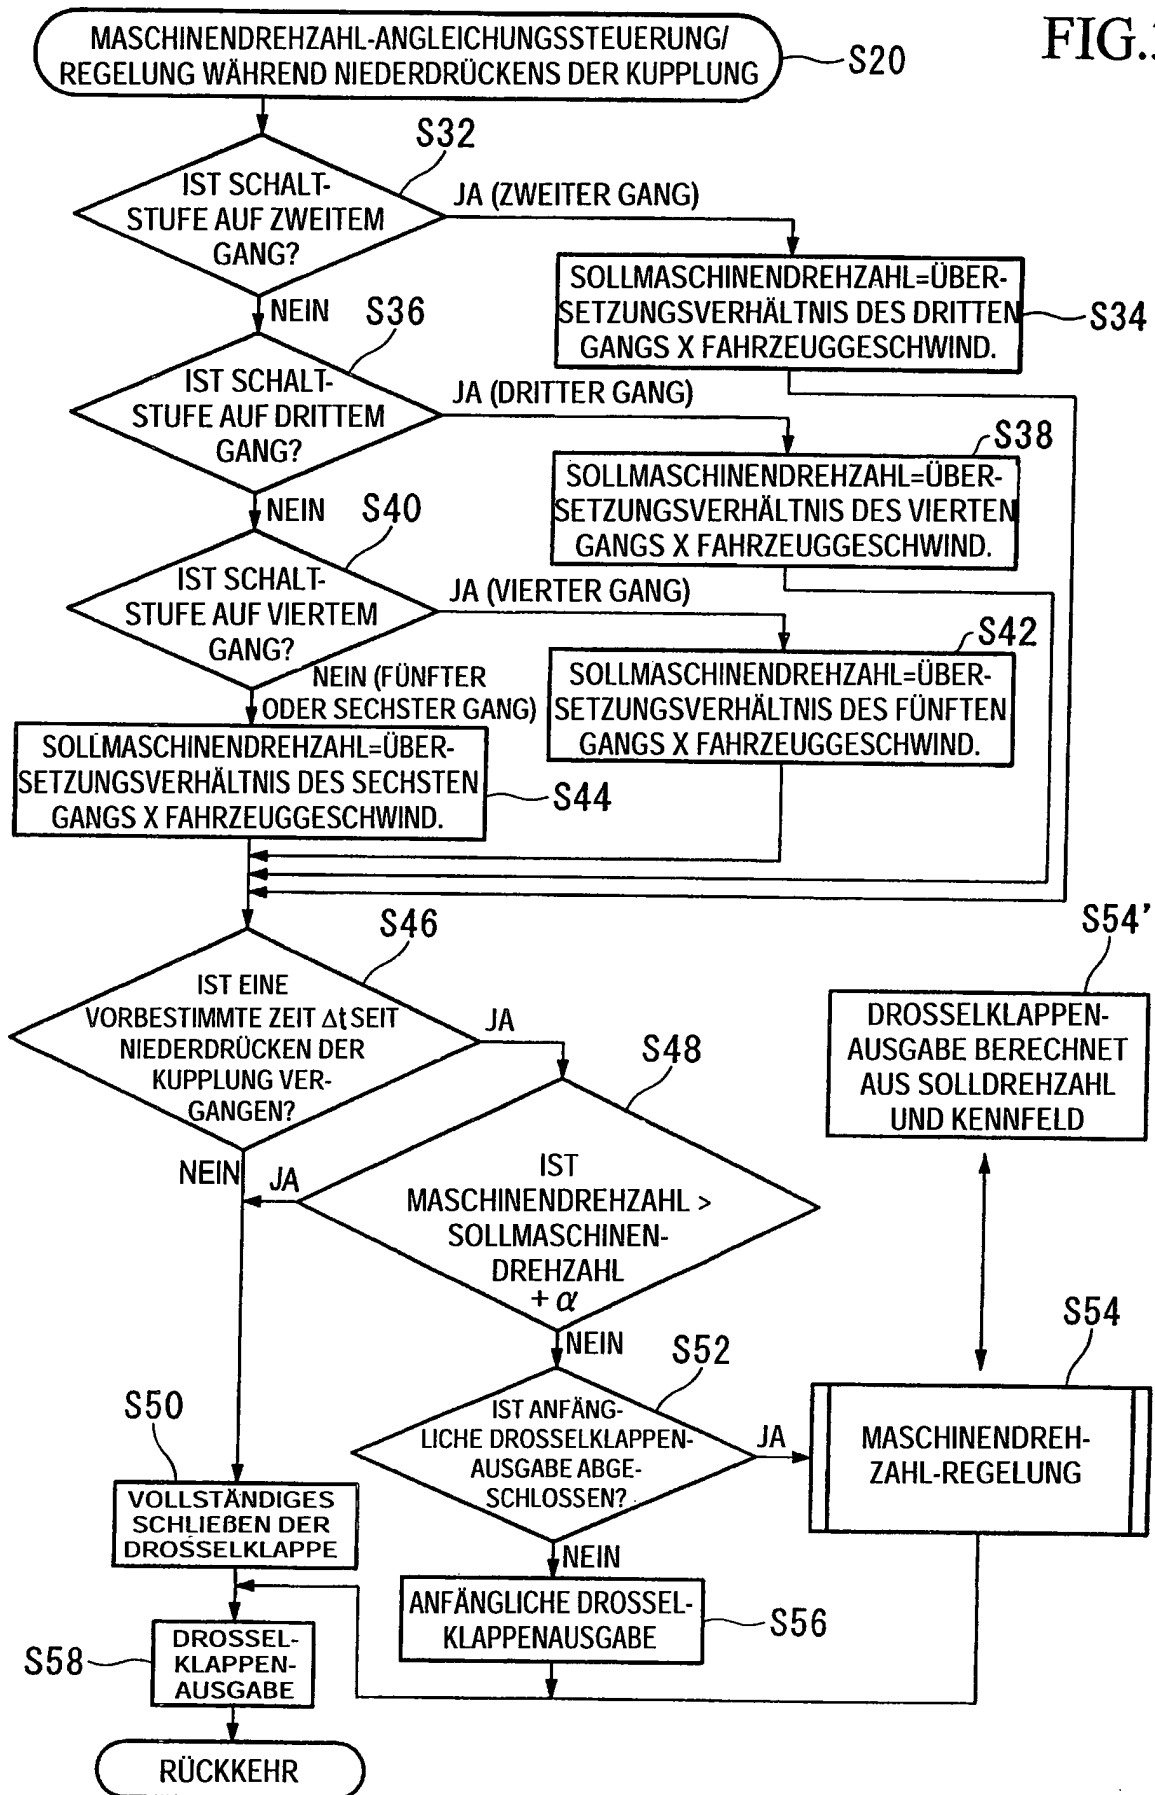 FIG.
MASCHINENDREHZAHL-ANGLEICHUNGSSTEUERUNG/
REGELUNG WÄHREND NIEDERDRÜCKENS DER KUPPLUNG
S20
S32
IST SCHALT-
STUFE AUF ZWEITEM
GANG?
JA (ZWEITER GANG)
SOLLMASCHINENDREHZAHL=ÜBER-
SETZUNGSVERHÄLTNIS DES DRITTEN
GANGS X FAHRZEUGGESCHWIND.
S34
NEIN
S36
IST SCHALT-
STUFE AUF DRITTEM
GANG?
JA (DRITTER GANG)
S38
SOLLMASCHINENDREHZAHL=ÜBER-
SETZUNGSVERHÄLTNIS DES VIERTEN
GANGS X FAHRZEUGGESCHWIND.
NEIN
S40
IST SCHALT-
STUFE AUF VIERTEM
GANG?
JA (VIERTER GANG)
S42
SOLLMASCHINENDREHZAHL=ÜBER-
SETZUNGSVERHÄLTNIS DES FÜNFTEN
GANGS X FAHRZEUGGESCHWIND.
NEIN (FÜNFTER
ODER SECHSTER GANG)
SOLLMASCHINENDREHZAHL=ÜBER-
SETZUNGSVERHÄLTNIS DES SECHSTEN
GANGS X FAHRZEUGGESCHWIND.
S44
S46
IST EINE
VORBESTIMMTE ZEIT Δt SEIT
NIEDERDRÜCKEN DER
KUPPLUNG VER-
GANGEN?
JA
NEIN
S48
IST
MASCHINENDREHZAHL >
SOLLMASCHINEN-
DREHZAHL
+ α
JA
NEIN
S54'
DROSSELKLAPPEN-
AUSGABE BERECHNET
AUS SOLLDREHZAHL
UND KENNFELD
S52
IST ANFÄNG-
LICHE DROSSELKLAPPEN-
AUSGABE ABGE-
SCHLOSSEN?
JA
NEIN
S54
MASCHINENDREH-
ZAHL-REGELUNG
S50
VOLLSTÄNDIGES
SCHLIEßEN DER
DROSSELKLAPPE
ANFÄNGLICHE DROSSEL-
KLAPPENAUSGABE
S56
S58
DROSSEL-
KLAPPEN-
AUSGABE
RÜCKKEHR